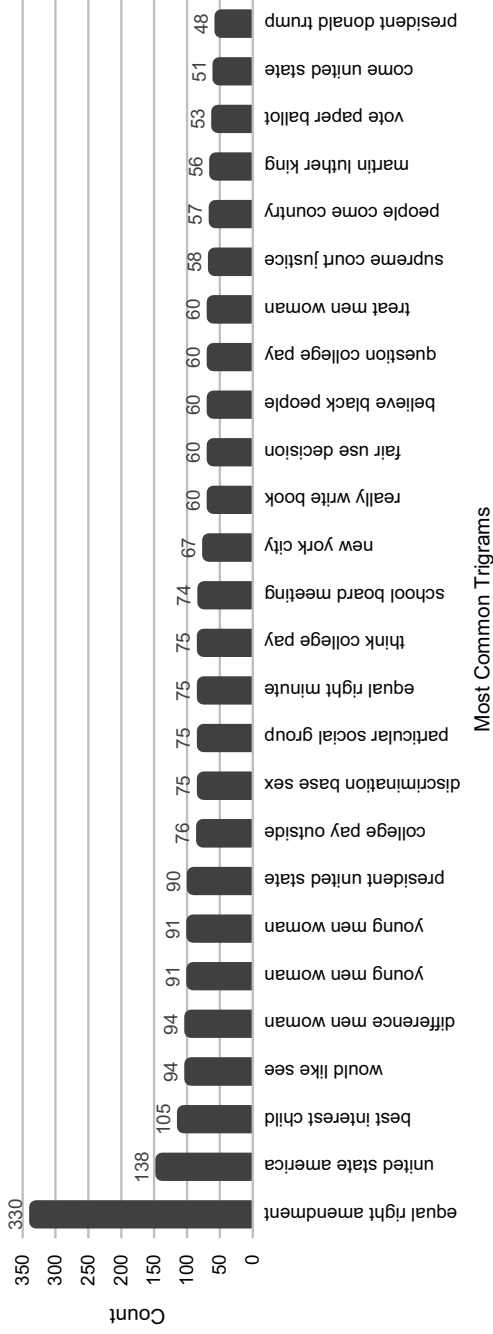 Count
350
300
250
200
150
100
50
0
330
138
105
94
94
91
91
90
76
75
75
75
75
74
67
60
60
60
60
60
58
57
56
53
51
48
equal right amendment
united state america
best interest child
would like see
difference men woman
young men woman
young men woman
president united state
college pay outside
discrimination base sex
particular social group
equal right minute
think college pay
school board meeting
new york city
really write book
fair use decision
believe black people
question college pay
treat men woman
supreme court justice
people come country
martin luther king
vote paper ballot
come united state
president donald trump
Most Common Trigrams